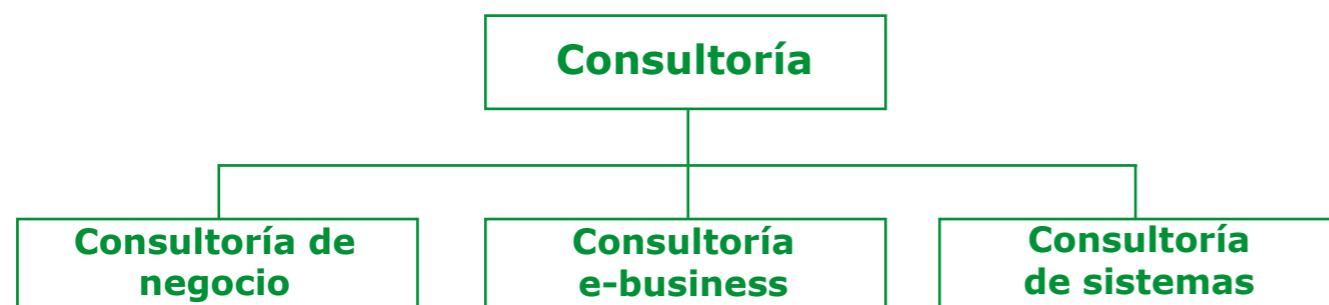 Consultoría
Consultoría de
negocio
Consultoría
e-business
Consultoría
de sistemas